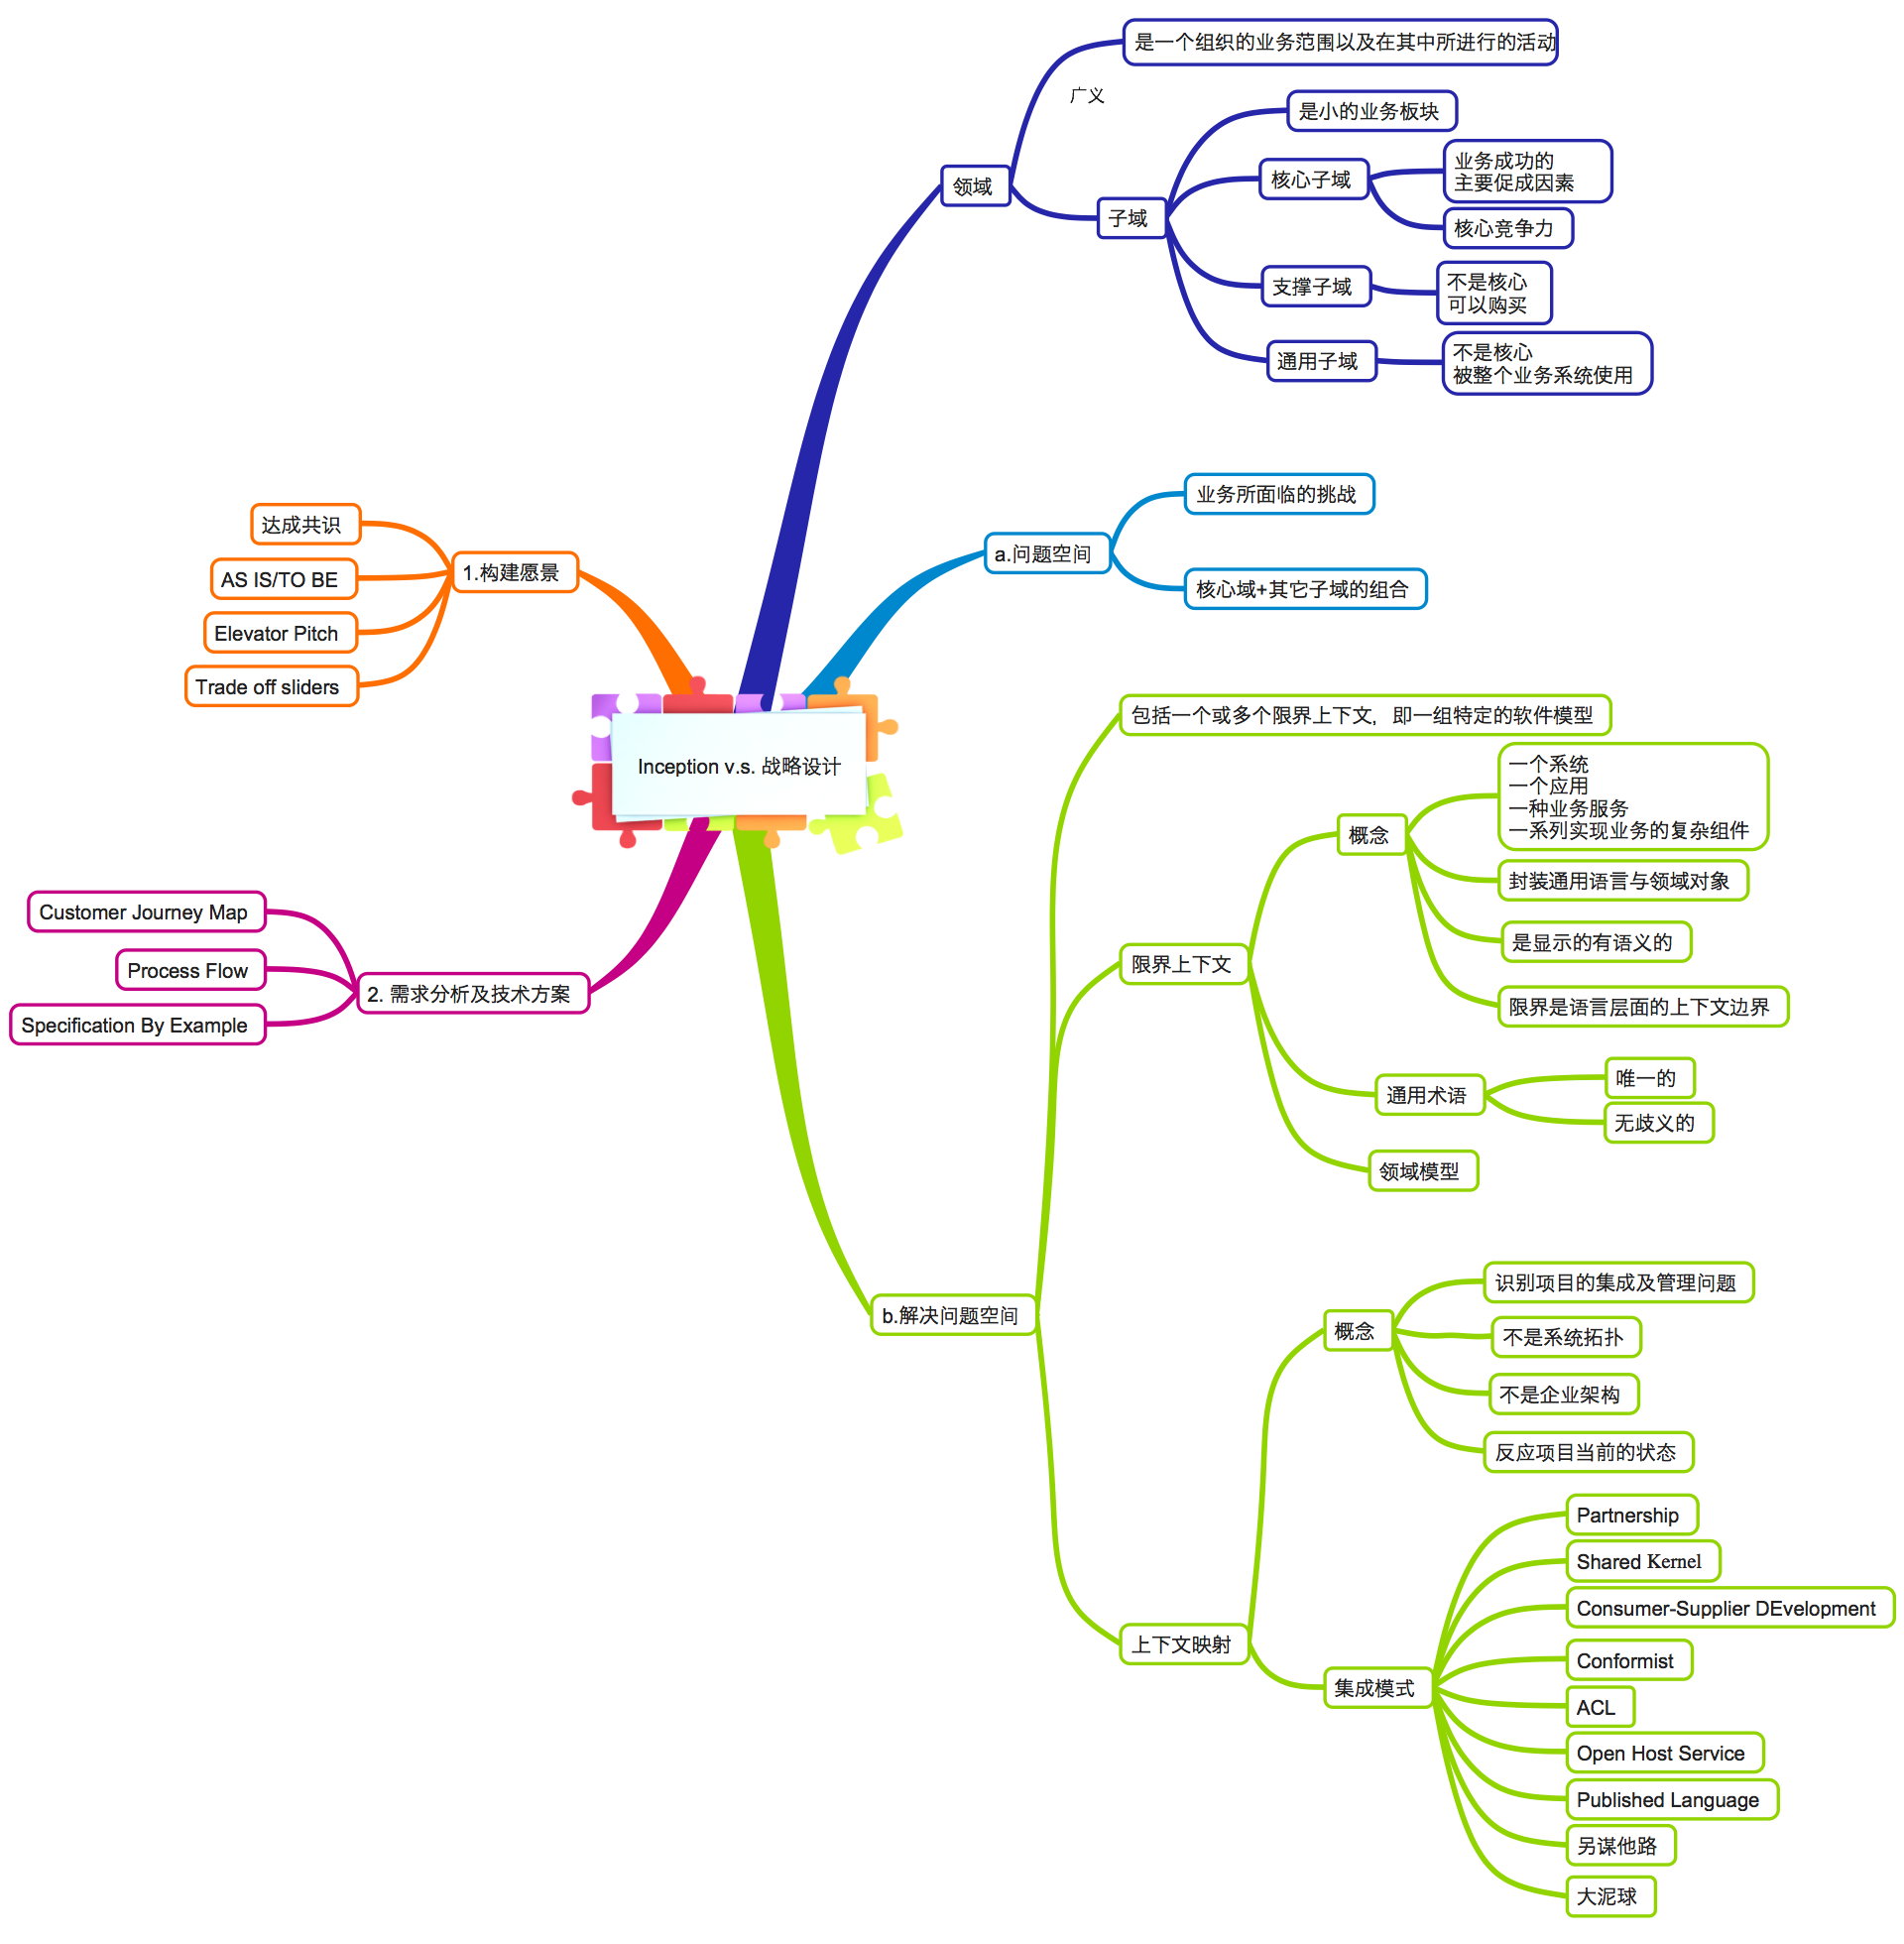 Inception v.s. 战略设计
1.构建愿景
达成共识
AS IS/TO BE
Elevator Pitch
Trade off sliders
2. 需求分析及技术方案
Customer Journey Map
Process Flow
Specification By Example
领域
广义
是一个组织的业务范围以及在其中所进行的活动
子域
是小的业务板块
核心子域
业务成功的
主要促成因素
核心竞争力
支撑子域
不是核心
可以购买
通用子域
不是核心
被整个业务系统使用
a.问题空间
业务所面临的挑战
核心域+其它子域的组合
b.解决问题空间
包括一个或多个限界上下文，即一组特定的软件模型
限界上下文
概念
一个系统
一个应用
一种业务服务
一系列实现业务的复杂组件
封装通用语言与领域对象
是显示的有语义的
限界是语言层面的上下文边界
通用术语
唯一的
无歧义的
领域模型
上下文映射
概念
识别项目的集成及管理问题
不是系统拓扑
不是企业架构
反应项目当前的状态
集成模式
Partnership
Shared Kernel
Consumer-Supplier DEvelopment
Conformist
ACL
Open Host Service
Published Language
另谋他路
大泥球